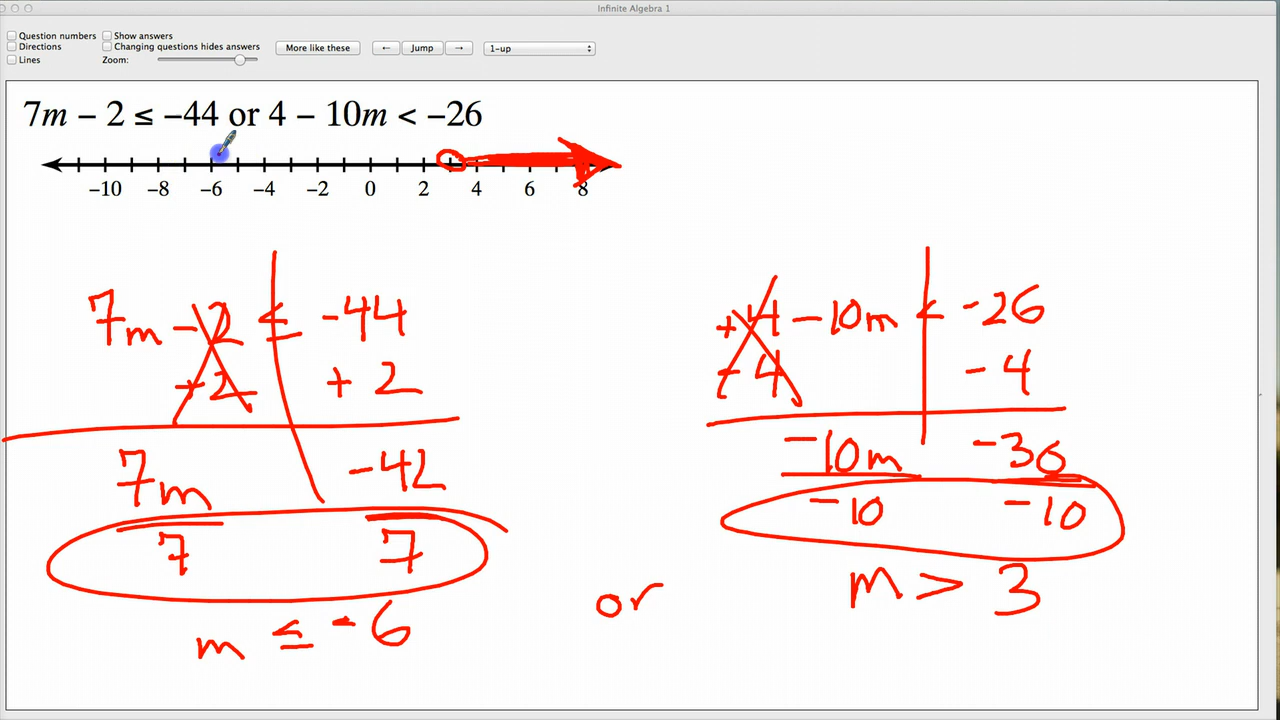 Infinite Algebra 1
Question numbers Show answers
Directions Changing questions hides answers
Lines Zoom:
More like these ← Jump → 1-up
7m − 2 ≤ −44 or 4 − 10m < −26
−10 −8 −6 −4 −2 0 2 4 6 8
7m - 2 ≤ -44
+2 + 2
7m -42
7 7
m ≤ -6
or
+4 - 10m < -26
-4 - 4
-10m -30
-10 -10
m > 3